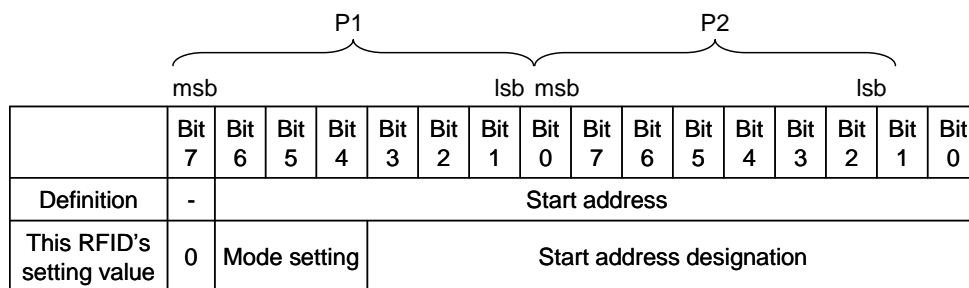 P1 P2
msb lsb msb lsb
Bit 7 Bit 6 Bit 5 Bit 4 Bit 3 Bit 2 Bit 1 Bit 0 Bit 7 Bit 6 Bit 5 Bit 4 Bit 3 Bit 2 Bit 1 Bit 0
Definition - Start address
This RFID's setting value 0 Mode setting Start address designation